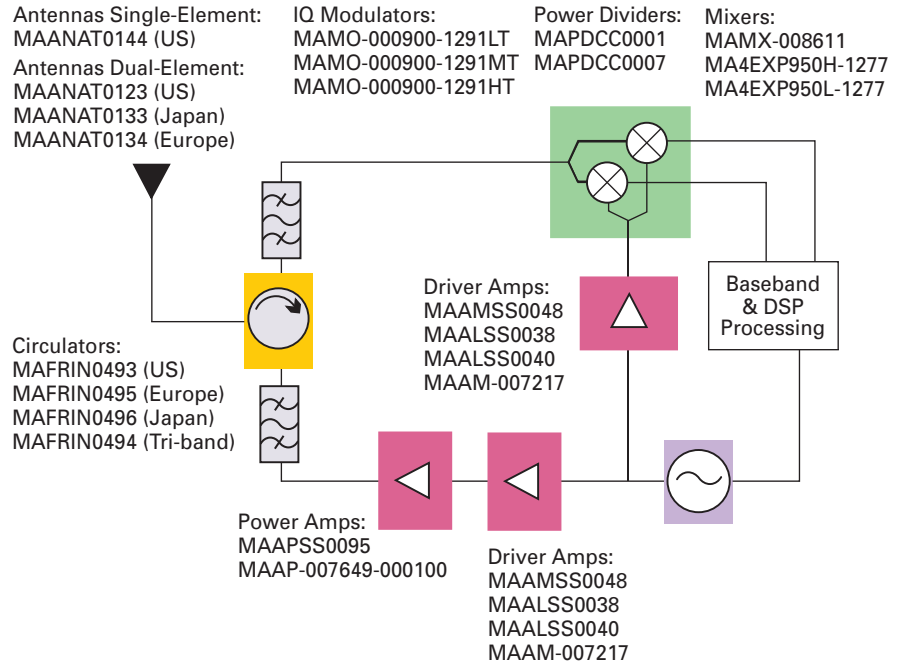 Antennas Single-Element:
MAANAT0144 (US)
Antennas Dual-Element:
MAANAT0123 (US)
MAANAT0133 (Japan)
MAANAT0134 (Europe)
IQ Modulators:
MAMO-000900-1291LT
MAMO-000900-1291MT
MAMO-000900-1291HT
Power Dividers:
MAPDCC0001
MAPDCC0007
Mixers:
MAMX-008611
MA4EXP950H-1277
MA4EXP950L-1277
Driver Amps:
MAAMSS0048
MAALSS0038
MAALSS0040
MAAM-007217
Baseband
& DSP
Processing
Circulators:
MAFRIN0493 (US)
MAFRIN0495 (Europe)
MAFRIN0496 (Japan)
MAFRIN0494 (Tri-band)
Power Amps:
MAAPSS0095
MAAP-007649-000100
Driver Amps:
MAAMSS0048
MAALSS0038
MAALSS0040
MAAM-007217